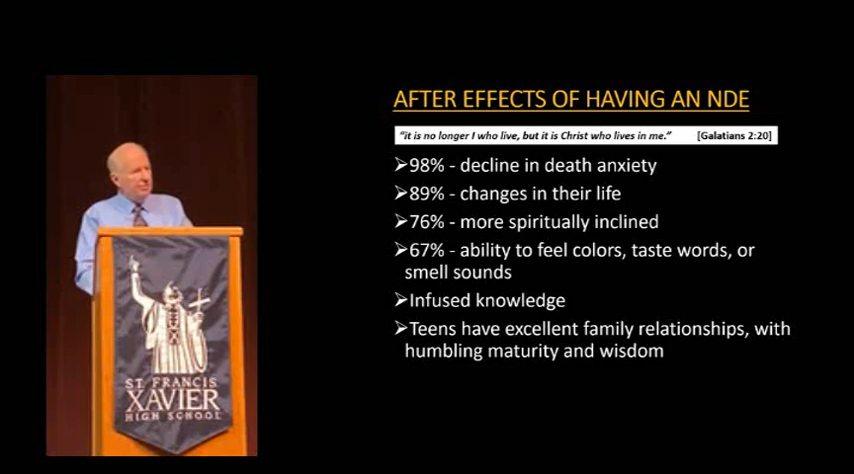 AFTER EFFECTS OF HAVING AN NDE
"it is no longer I who live, but it is Christ who lives in me." [Galatians 2:20]
➢98% - decline in death anxiety
➢89% - changes in their life
➢76% - more spiritually inclined
➢67% - ability to feel colors, taste words, or
smell sounds
➢Infused knowledge
➢Teens have excellent family relationships, with
humbling maturity and wisdom
ST. FRANCIS
XAVIER
HIGH SCHOOL